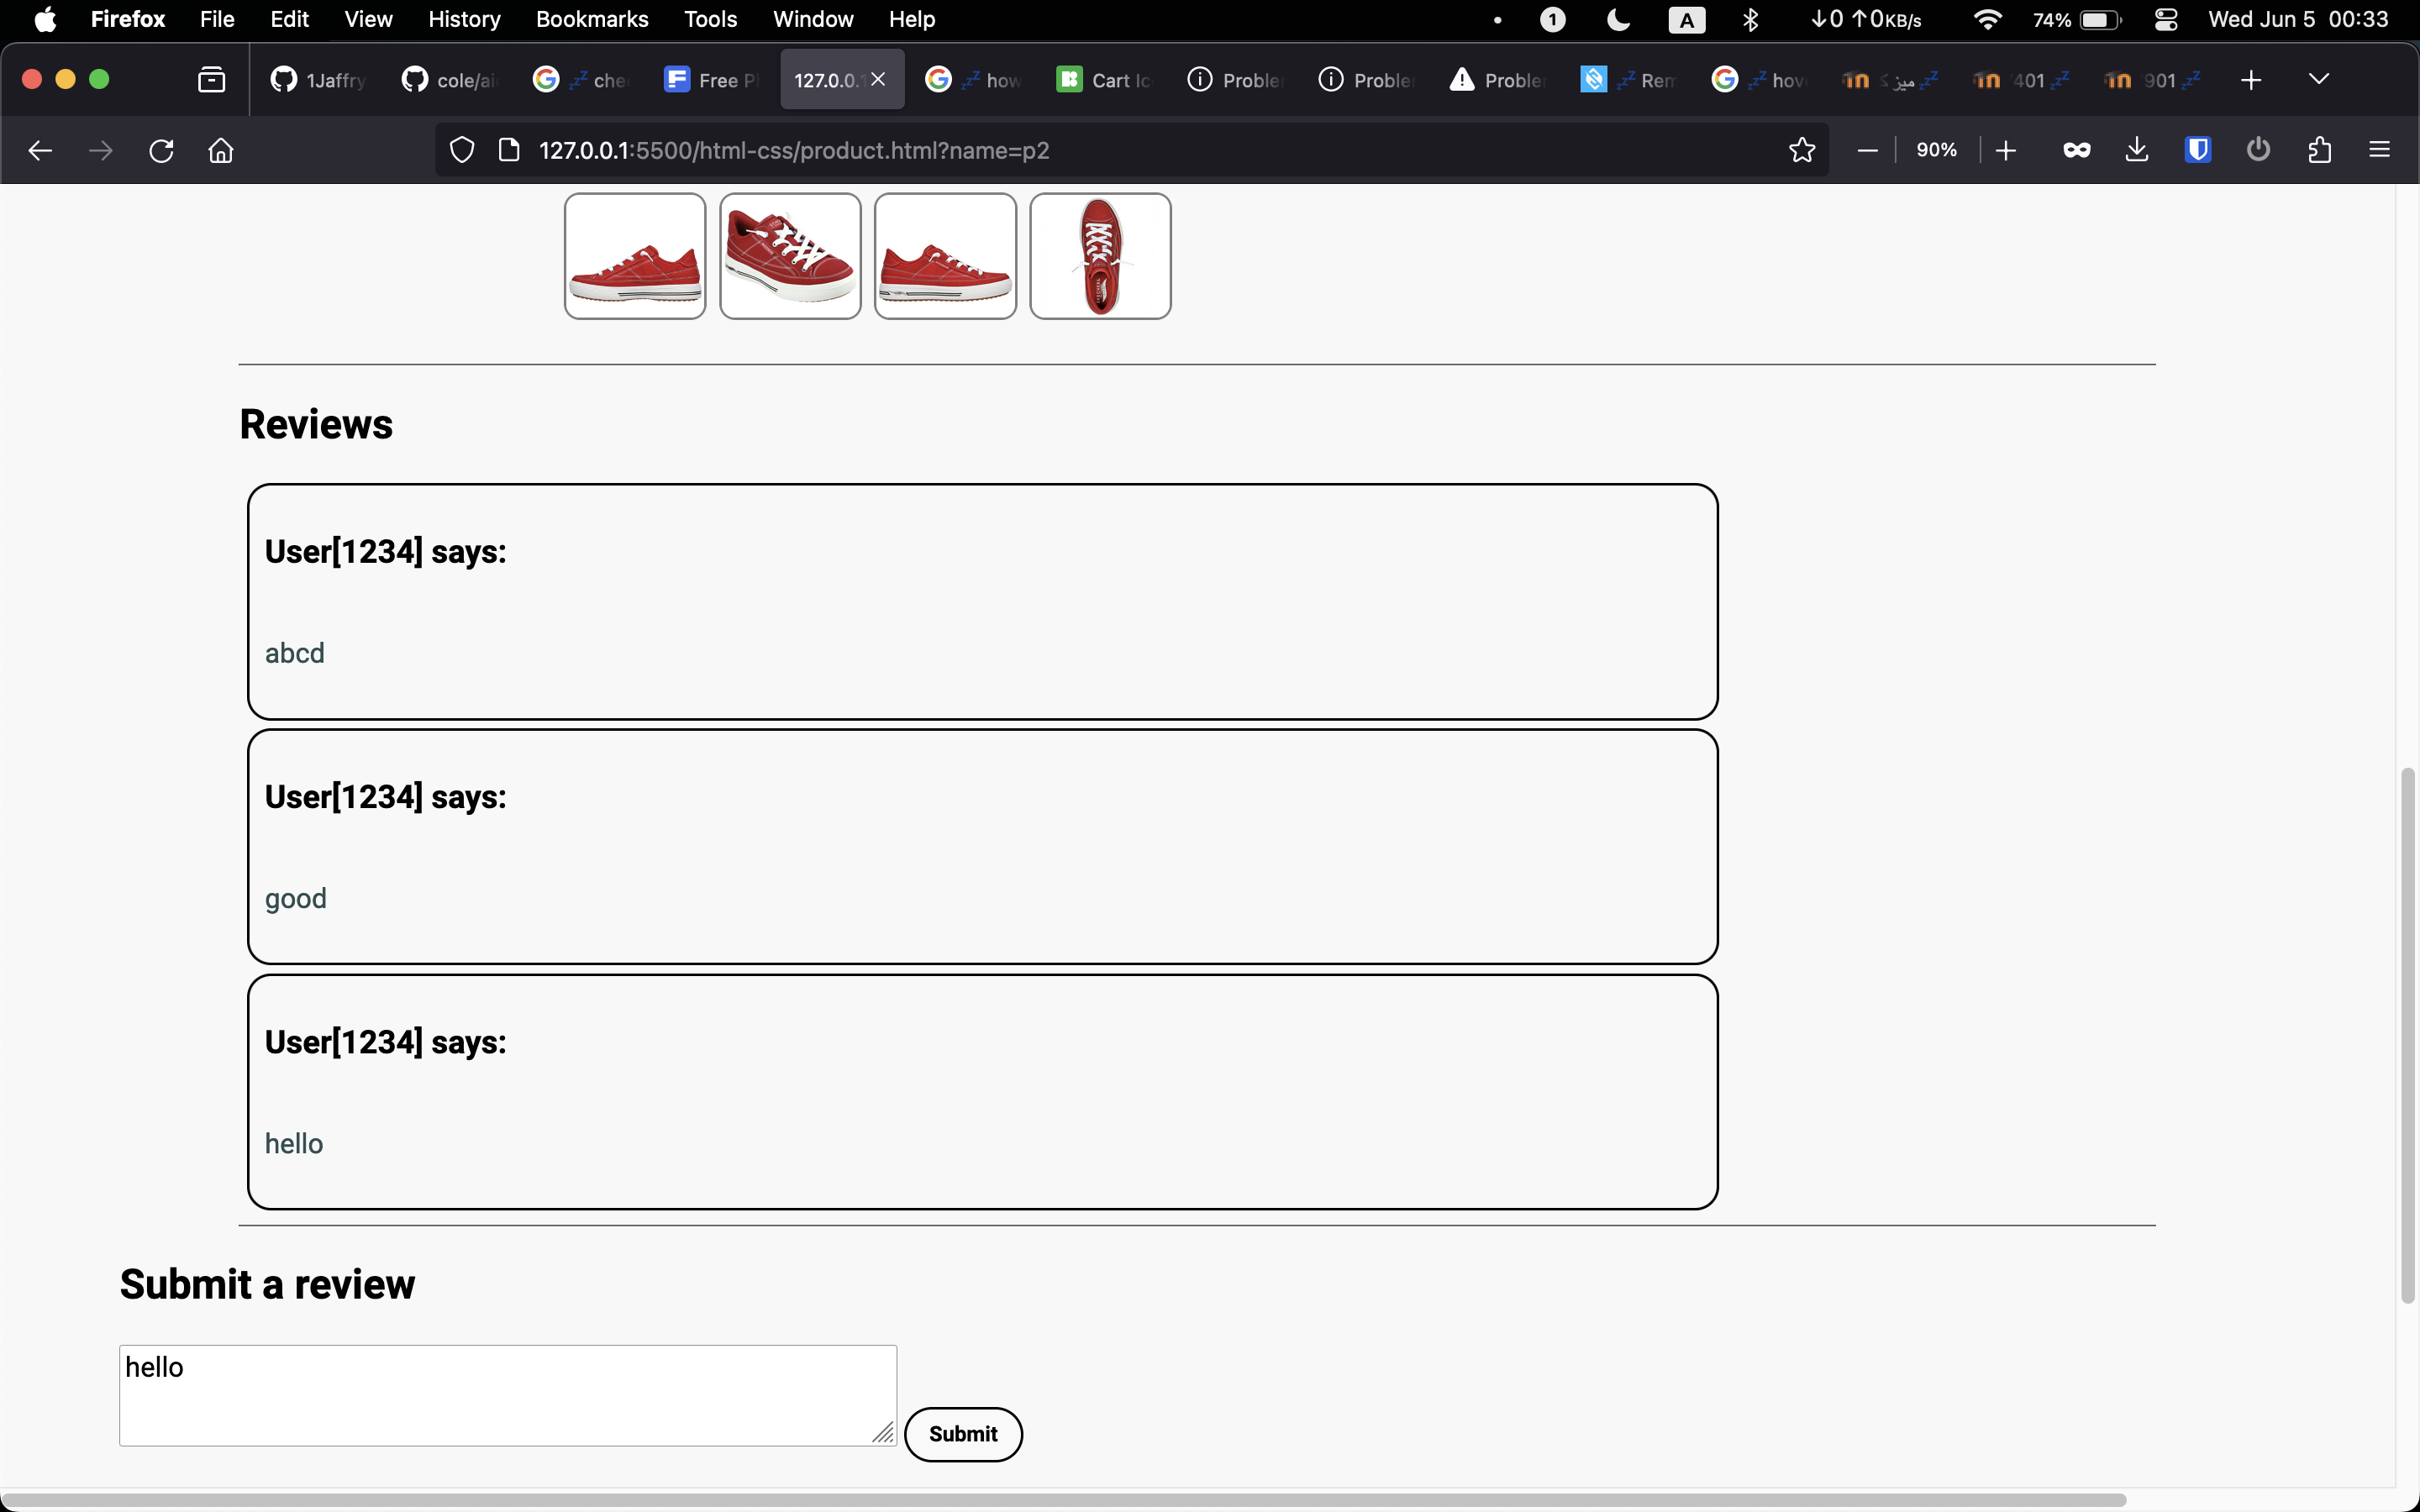 Firefox File Edit View History Bookmarks Tools Window Help 1 A ↓0 ↑0KB/s 74% Wed Jun 5 00:33
1Jaffry cole/ai che Free P 127.0.0. how Cart Ic Proble Proble Proble Rem hov ميز ک 401 901
127.0.0.1:5500/html-css/product.html?name=p2 90%
Reviews
User[1234] says:
abcd
User[1234] says:
good
User[1234] says:
hello
Submit a review
hello
Submit